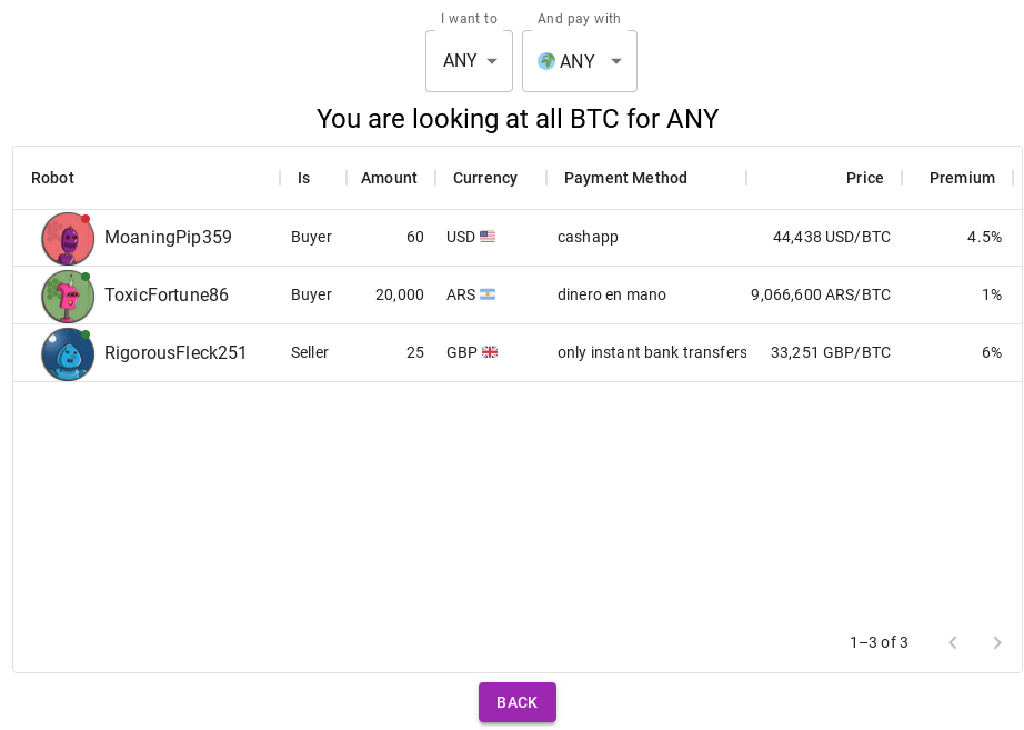 I want to And pay with
ANY ANY
You are looking at all BTC for ANY
Robot Is Amount Currency Payment Method Price Premium
MoaningPip359 Buyer 60 USD cashapp 44,438 USD/BTC 4.5%
ToxicFortune86 Buyer 20,000 ARS dinero en mano 9,066,600 ARS/BTC 1%
RigorousFleck251 Seller 25 GBP only instant bank transfers 33,251 GBP/BTC 6%
1–3 of 3
BACK